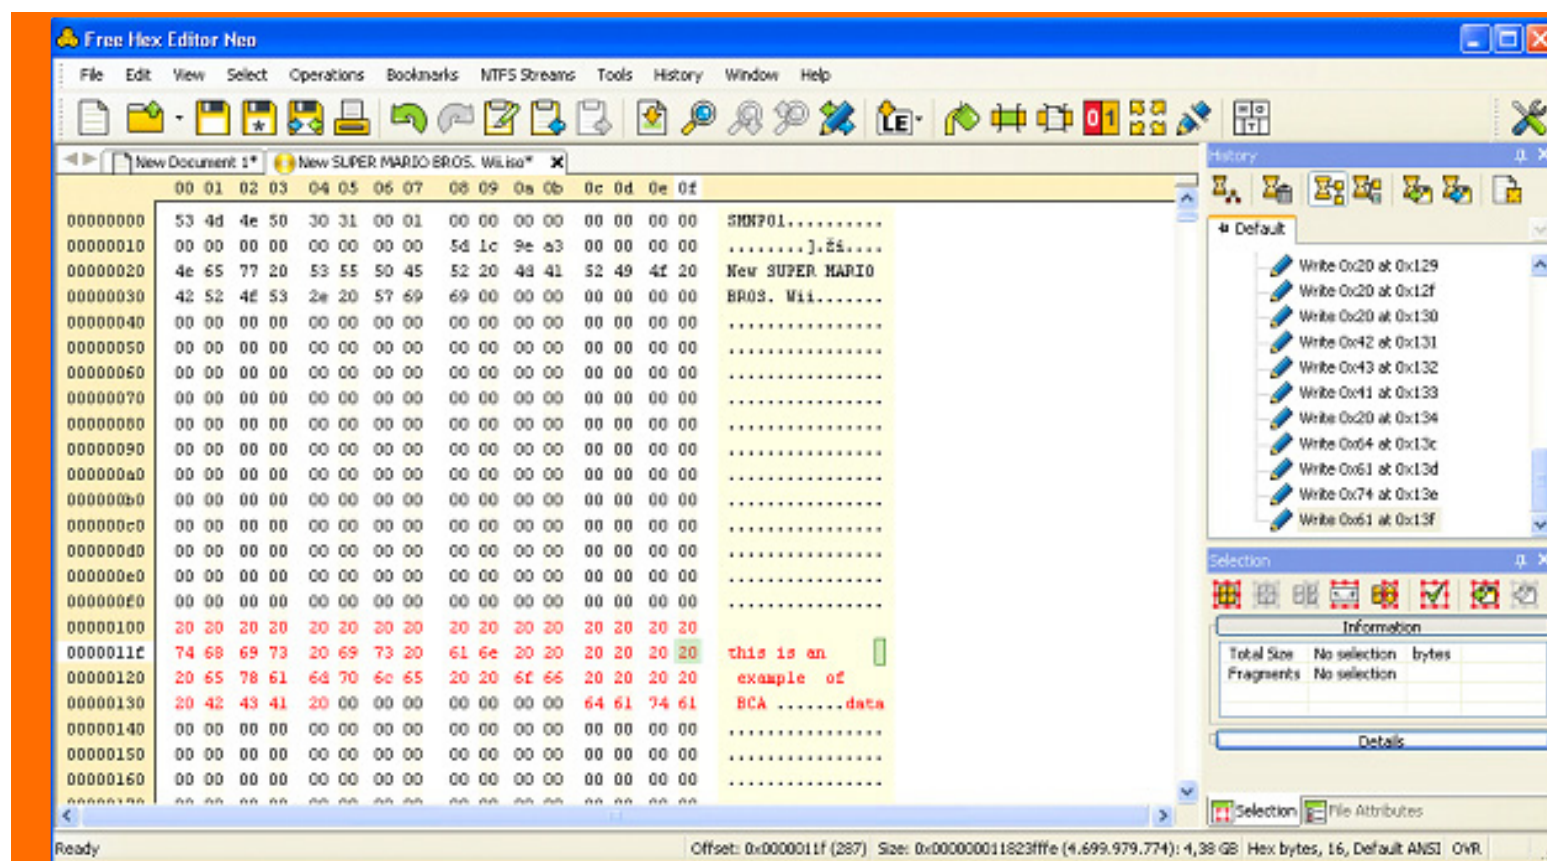 Free Hex Editor Neo
File Edit View Select Operations Bookmarks NTFS Streams Tools History Window Help
New Document 1* New SUPER MARIO BROS. Wii.iso*
00 01 02 03 04 05 06 07 08 09 0a 0b 0c 0d 0e 0f
00000000 53 4d 4e 50 30 31 00 01 00 00 00 00 00 00 00 00 SMNP01..........
00000010 00 00 00 00 00 00 00 00 5d 1c 9e a3 00 00 00 00 ........].žŁ....
00000020 4e 65 77 20 53 55 50 45 52 20 4d 41 52 49 4f 20 New SUPER MARIO
00000030 42 52 4f 53 2e 20 57 69 69 00 00 00 00 00 00 00 BROS. Wii.......
00000040 00 00 00 00 00 00 00 00 00 00 00 00 00 00 00 00 ................
00000050 00 00 00 00 00 00 00 00 00 00 00 00 00 00 00 00 ................
00000060 00 00 00 00 00 00 00 00 00 00 00 00 00 00 00 00 ................
00000070 00 00 00 00 00 00 00 00 00 00 00 00 00 00 00 00 ................
00000080 00 00 00 00 00 00 00 00 00 00 00 00 00 00 00 00 ................
00000090 00 00 00 00 00 00 00 00 00 00 00 00 00 00 00 00 ................
000000a0 00 00 00 00 00 00 00 00 00 00 00 00 00 00 00 00 ................
000000b0 00 00 00 00 00 00 00 00 00 00 00 00 00 00 00 00 ................
000000c0 00 00 00 00 00 00 00 00 00 00 00 00 00 00 00 00 ................
000000d0 00 00 00 00 00 00 00 00 00 00 00 00 00 00 00 00 ................
000000e0 00 00 00 00 00 00 00 00 00 00 00 00 00 00 00 00 ................
000000f0 00 00 00 00 00 00 00 00 00 00 00 00 00 00 00 00 ................
00000100 20 20 20 20 20 20 20 20 20 20 20 20 20 20 20 20
0000011f 74 68 69 73 20 69 73 20 61 6e 20 20 20 20 20 20 this is an
00000120 20 65 78 61 6d 70 6c 65 20 20 6f 66 20 20 20 20 example of
00000130 20 42 43 41 20 00 00 00 00 00 00 00 64 61 74 61 BCA .......data
00000140 00 00 00 00 00 00 00 00 00 00 00 00 00 00 00 00 ................
00000150 00 00 00 00 00 00 00 00 00 00 00 00 00 00 00 00 ................
00000160 00 00 00 00 00 00 00 00 00 00 00 00 00 00 00 00 ................
History
Default
Write 0x20 at 0x129
Write 0x20 at 0x12f
Write 0x20 at 0x130
Write 0x42 at 0x131
Write 0x43 at 0x132
Write 0x41 at 0x133
Write 0x20 at 0x134
Write 0x64 at 0x13c
Write 0x61 at 0x13d
Write 0x74 at 0x13e
Write 0x61 at 0x13f
Selection
Information
Total Size No selection bytes
Fragments No selection
Details
Selection File Attributes
Ready Offset: 0x0000011f (287) Size: 0x000000011823fffe (4.699.979.774): 4,38 GB Hex bytes, 16, Default ANSI OVR